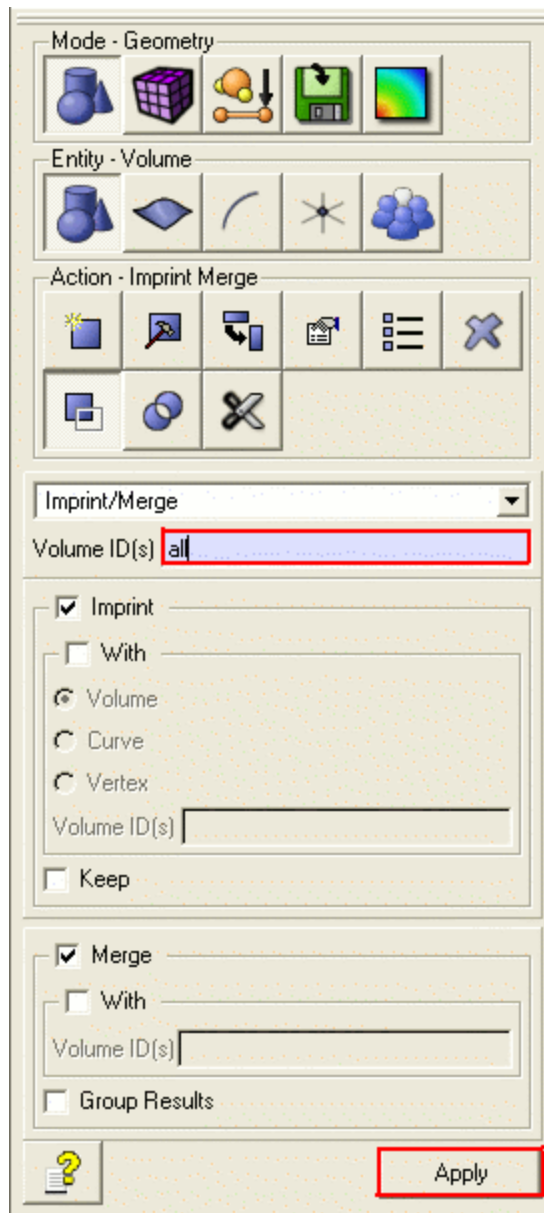 Mode - Geometry
Entity - Volume
Action - Imprint Merge
Imprint/Merge
Volume ID(s) all
Imprint
With
Volume
Curve
Vertex
Volume ID(s)
Keep
Merge
With
Volume ID(s)
Group Results
Apply